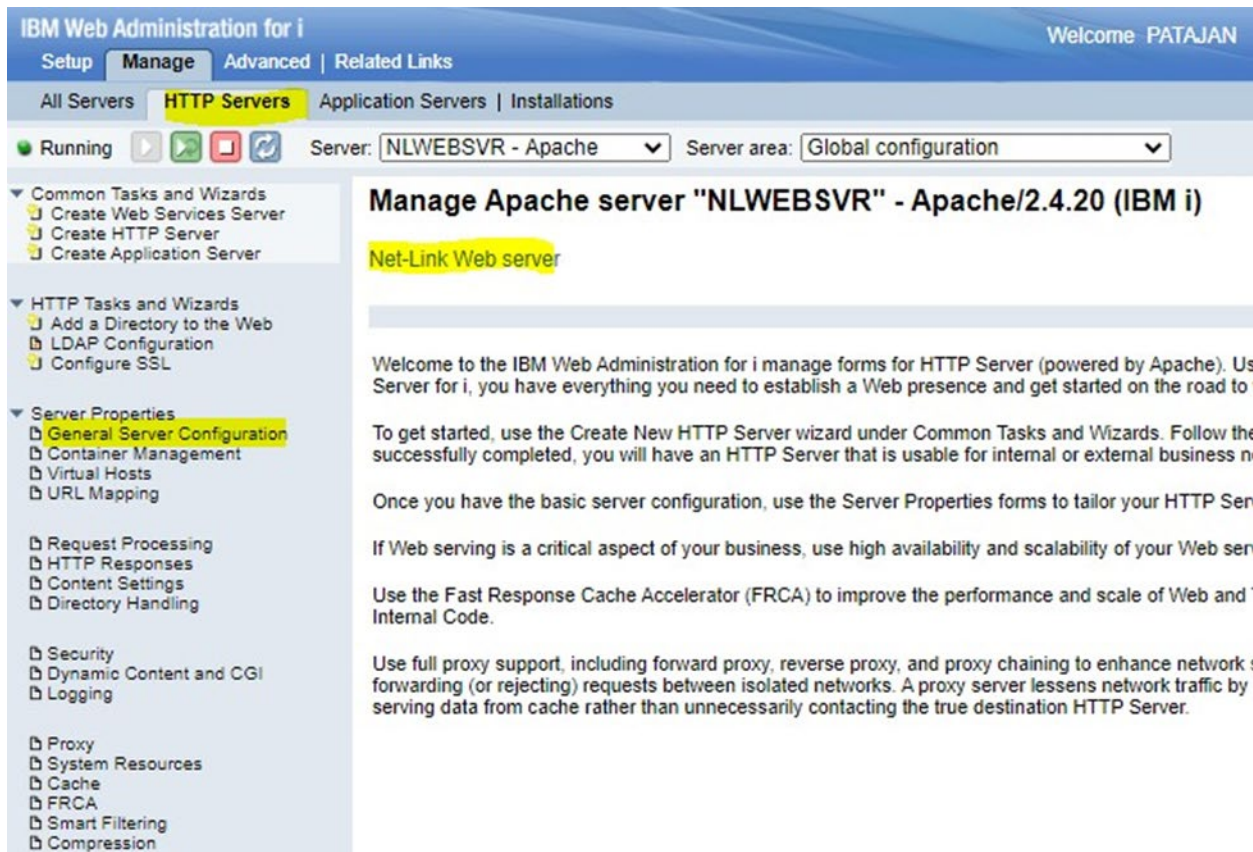 IBM Web Administration for i
Welcome PATAJAN
Setup Manage Advanced | Related Links
All Servers HTTP Servers Application Servers | Installations
Running Server: NLWEBSVR - Apache Server area: Global configuration
Common Tasks and Wizards
Create Web Services Server
Create HTTP Server
Create Application Server
HTTP Tasks and Wizards
Add a Directory to the Web
LDAP Configuration
Configure SSL
Server Properties
General Server Configuration
Container Management
Virtual Hosts
URL Mapping
Request Processing
HTTP Responses
Content Settings
Directory Handling
Security
Dynamic Content and CGI
Logging
Proxy
System Resources
Cache
FRCA
Smart Filtering
Compression
Manage Apache server "NLWEBSVR" - Apache/2.4.20 (IBM i)
Net-Link Web server
Welcome to the IBM Web Administration for i manage forms for HTTP Server (powered by Apache). Us
Server for i, you have everything you need to establish a Web presence and get started on the road to
To get started, use the Create New HTTP Server wizard under Common Tasks and Wizards. Follow the
successfully completed, you will have an HTTP Server that is usable for internal or external business n
Once you have the basic server configuration, use the Server Properties forms to tailor your HTTP Ser
If Web serving is a critical aspect of your business, use high availability and scalability of your Web ser
Use the Fast Response Cache Accelerator (FRCA) to improve the performance and scale of Web and
Internal Code.
Use full proxy support, including forward proxy, reverse proxy, and proxy chaining to enhance network
forwarding (or rejecting) requests between isolated networks. A proxy server lessens network traffic by
serving data from cache rather than unnecessarily contacting the true destination HTTP Server.